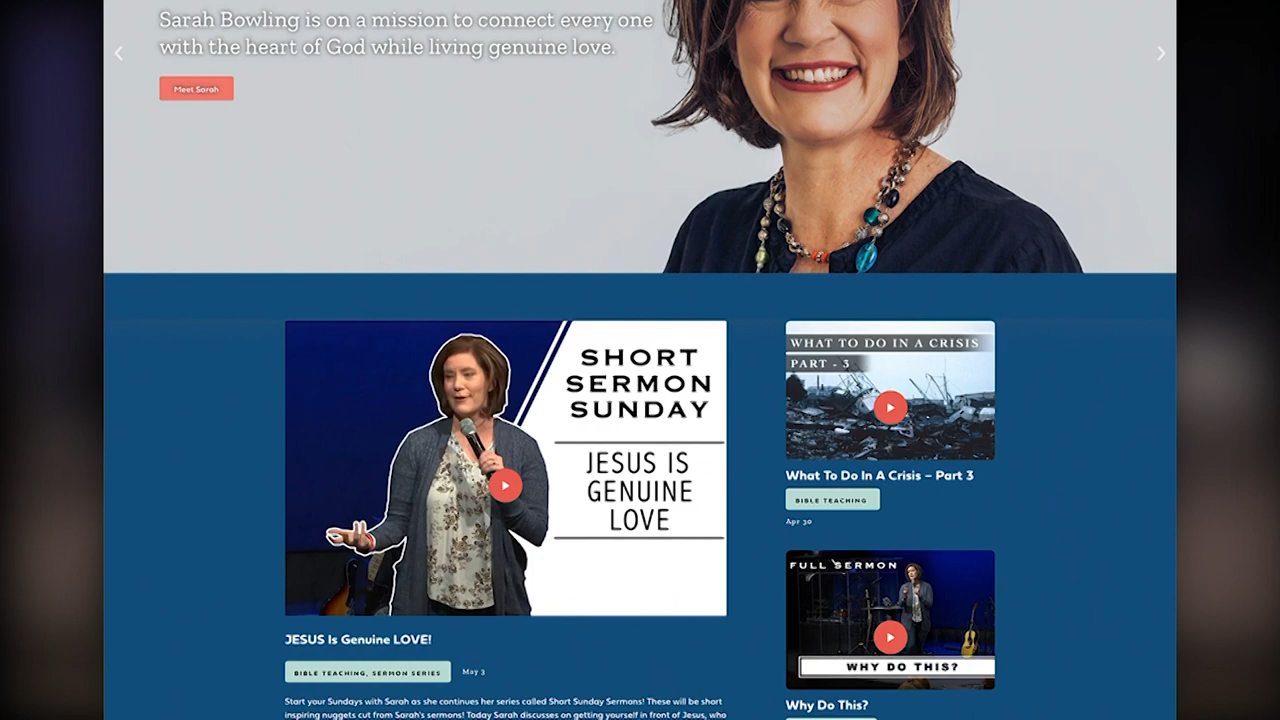 Sarah Bowling is on a mission to connect every one
with the heart of God while living genuine love.
Meet Sarah
SHORT
SERMON
SUNDAY
JESUS IS
GENUINE
LOVE
JESUS Is Genuine LOVE!
BIBLE TEACHING, SERMON SERIES
May 3
Start your Sundays with Sarah as she continues her series called Short Sunday Sermons! These will be short
inspiring nuggets cut from Sarah's sermons! Today Sarah discusses on getting yourself in front of Jesus, who
WHAT TO DO IN A CRISIS
PART - 3
What To Do In A Crisis – Part 3
BIBLE TEACHING
Apr 30
FULL SERMON
WHY DO THIS?
Why Do This?